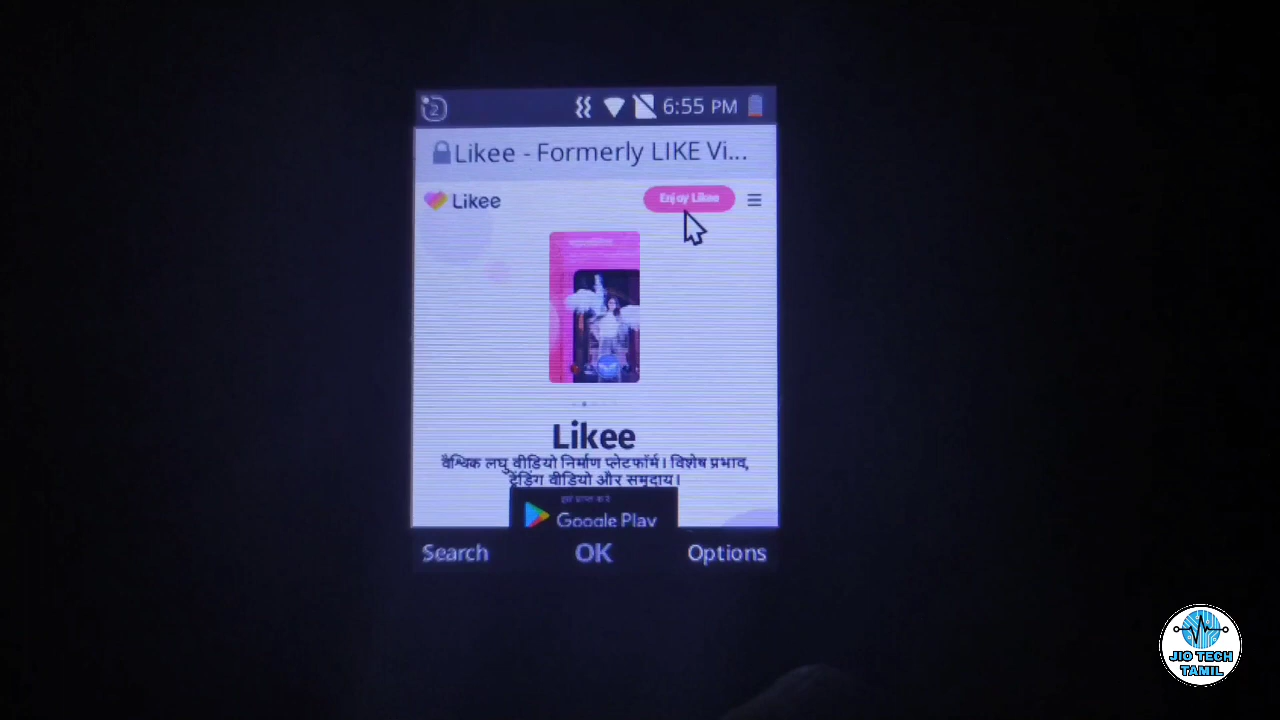 2
6:55 PM
Likee - Formerly LIKE Vi...
Likee
Enjoy Likee
Likee
वैश्विक लघु वीडियो निर्माण प्लेटफॉर्म। विशेष प्रभाव,
ट्रेंडिंग वीडियो और समुदाय।
Google Play
Search
OK
Options
JIO TECH
TAMIL